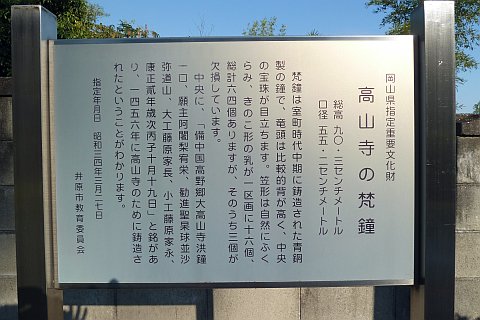 岡山県指定重要文化財
高山寺の梵鐘
総高 九〇・三センチメートル
口径 五五・二センチメートル
梵鐘は室町時代中期に鋳造された青銅
製の鐘で、竜頭は比較的背が高く、中央
の宝珠が目立ちます。笠形は自然にふく
らみ、きのこ形の乳が一区画に十六個、
総計六四個ありますが、そのうち三個が
欠損しています。
中央に、「備中国高野郷大高山寺洪鐘
一口、願主阿闍梨宥栄、勧進聖杲球並沙
弥道山、大工藤原家長、小工藤原家永、
康正貳年歳次丙子十月十九日」と銘があ
り、一四五六年に高山寺のために鋳造さ
れたということがわかります。
指定年月日 昭和三四年三月二七日
井原市教育委員会